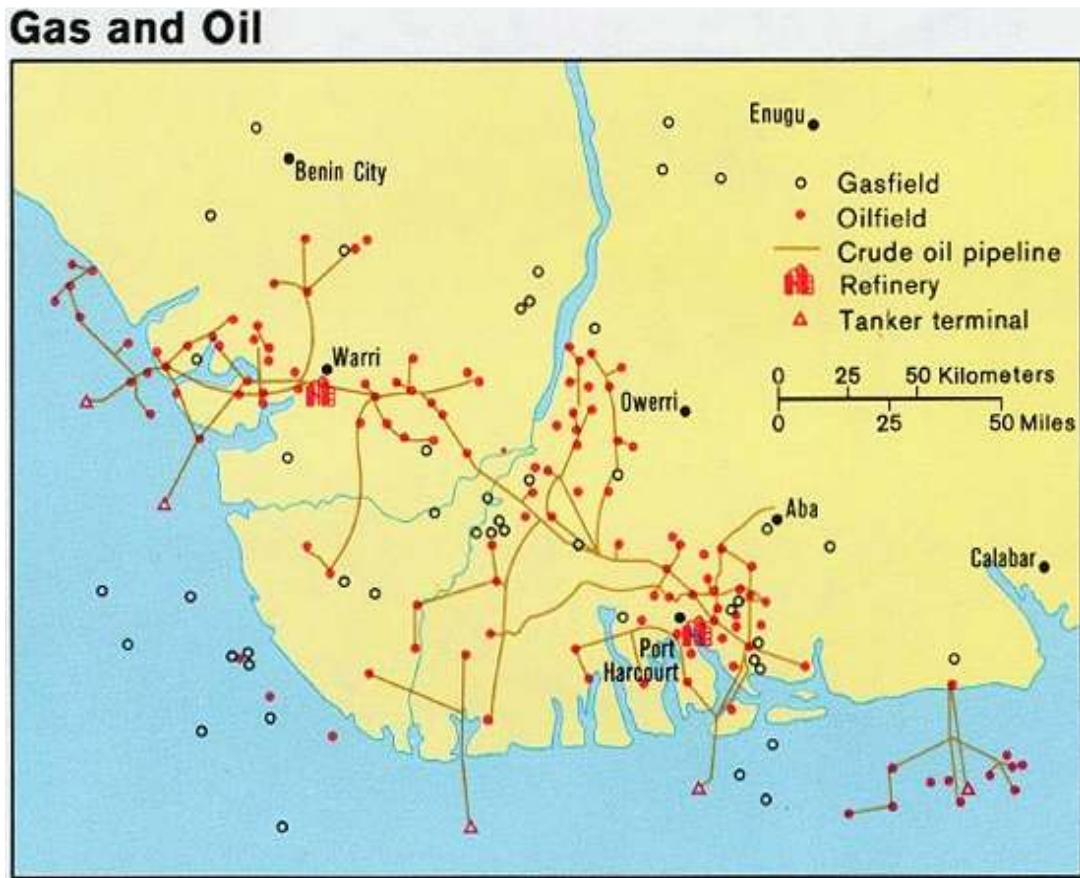 Gas and Oil
Enugu
Benin City
Gasfield
Oilfield
Crude oil pipeline
Refinery
Tanker terminal
Warri
0 25 50 Kilometers
0 25 50 Miles
Owerri
Aba
Calabar
Port
Harcourt